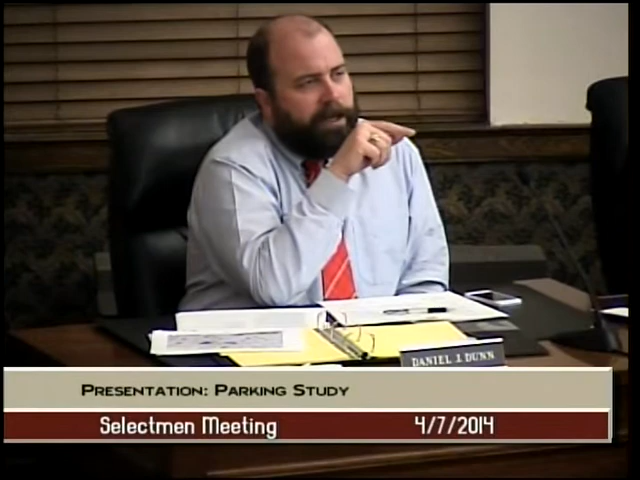 DANIEL J. DUNN
Presentation: Parking Study
Selectmen Meeting 4/7/2014